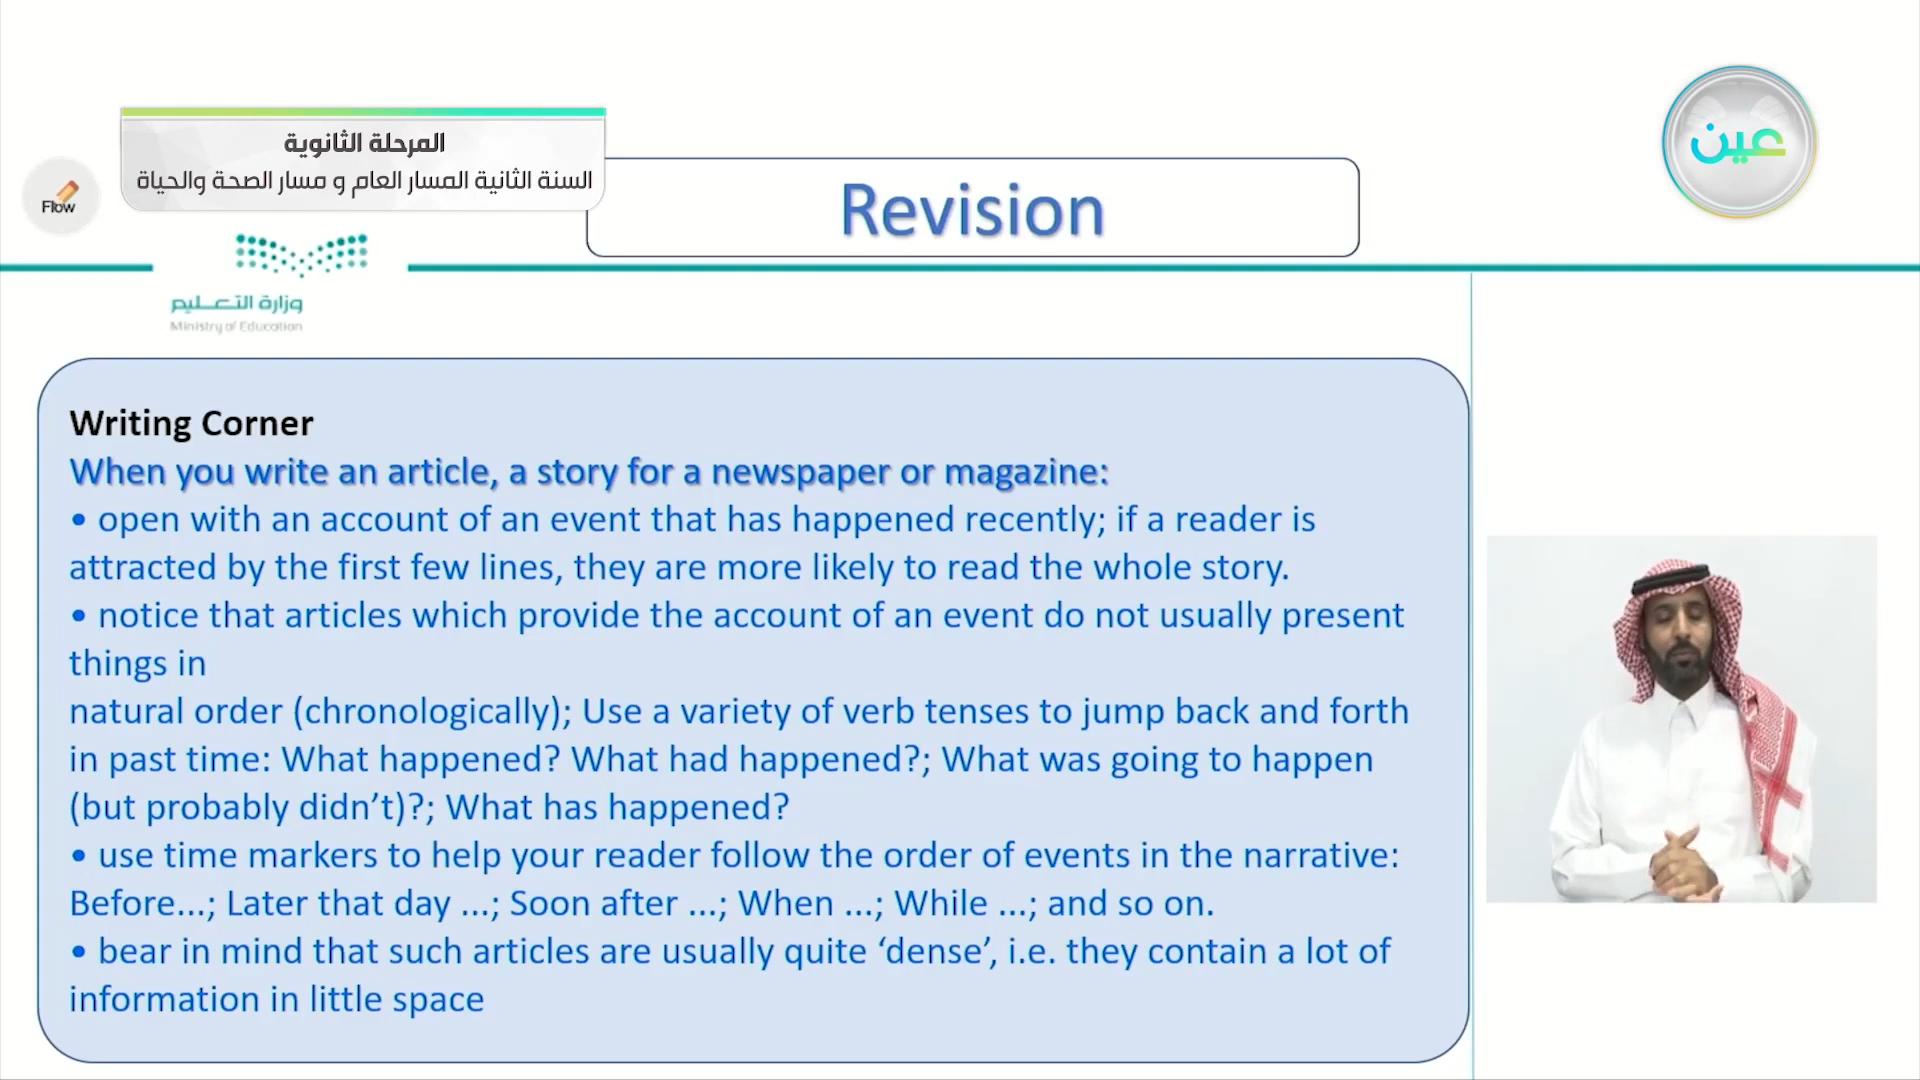 المرحلة الثانوية
السنة الثانية المسار العام و مسار الصحة والحياة
عين
Flow
Revision
وزارة التعليم
Ministry of Education
Writing Corner
When you write an article, a story for a newspaper or magazine:
• open with an account of an event that has happened recently; if a reader is
attracted by the first few lines, they are more likely to read the whole story.
• notice that articles which provide the account of an event do not usually present
things in
natural order (chronologically); Use a variety of verb tenses to jump back and forth
in past time: What happened? What had happened?; What was going to happen
(but probably didn’t)?; What has happened?
• use time markers to help your reader follow the order of events in the narrative:
Before...; Later that day ...; Soon after ...; When ...; While ...; and so on.
• bear in mind that such articles are usually quite ‘dense’, i.e. they contain a lot of
information in little space